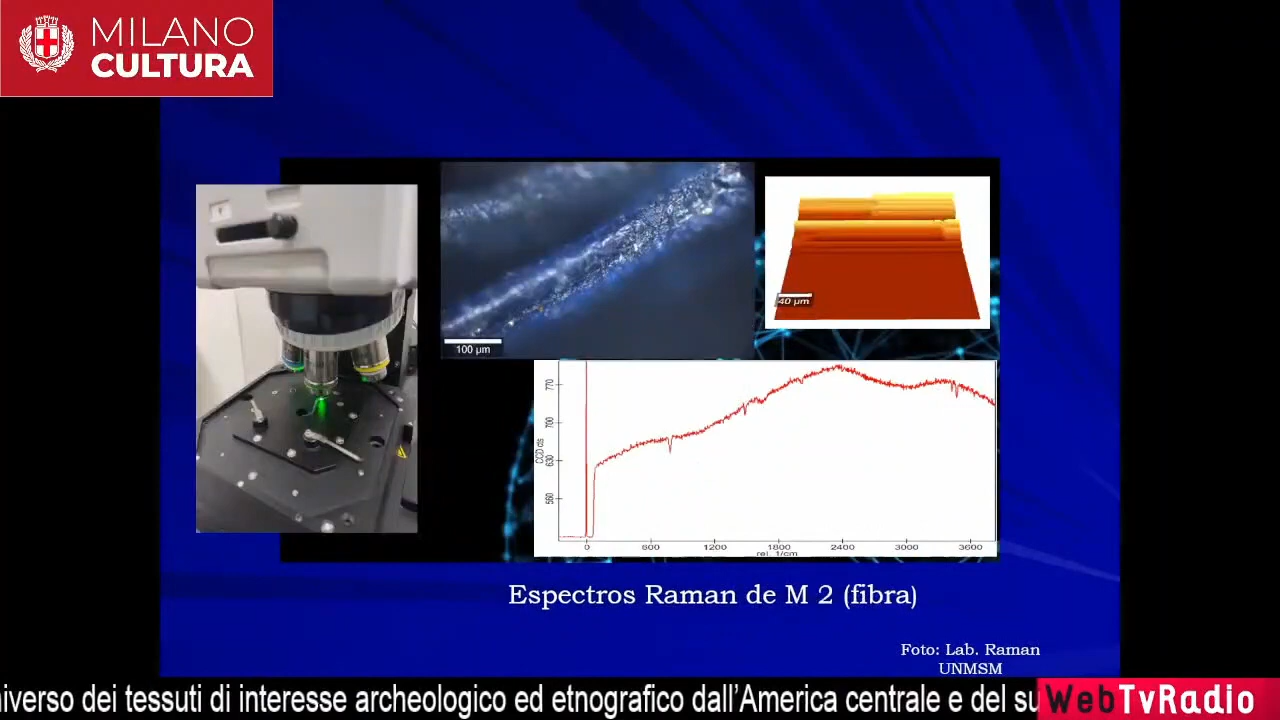 MILANO
CULTURA
100 µm
40 µm
CCD cts
770
700
630
560
0 600 1200 1800 2400 3000 3600
rel. 1/cm
Espectros Raman de M 2 (fibra)
Foto: Lab. Raman
UNMSM
niverso dei tessuti di interesse archeologico ed etnografico dall’America centrale e del su
WebTvRadio